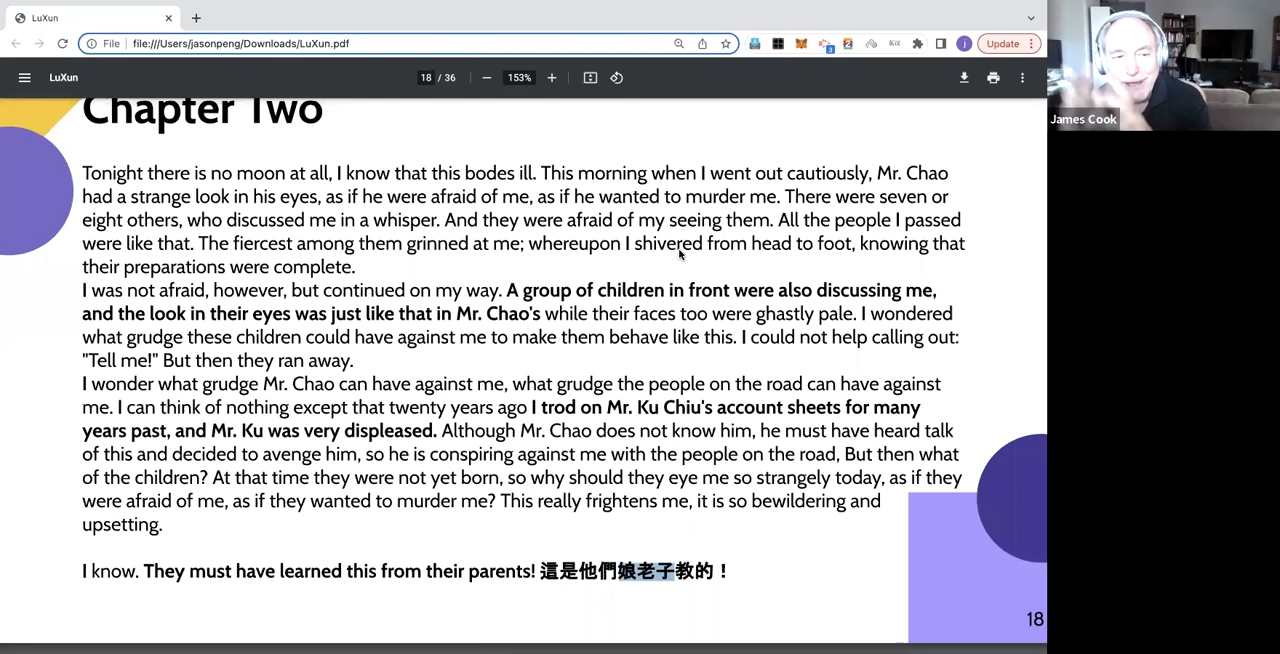 LuXun
File
file:///Users/jasonpeng/Downloads/LuXun.pdf
3
2
j
Update
LuXun
18 / 36
153%
James Cook
Chapter Two
Tonight there is no moon at all, I know that this bodes ill. This morning when I went out cautiously, Mr. Chao
had a strange look in his eyes, as if he were afraid of me, as if he wanted to murder me. There were seven or
eight others, who discussed me in a whisper. And they were afraid of my seeing them. All the people I passed
were like that. The fiercest among them grinned at me; whereupon I shivered from head to foot, knowing that
their preparations were complete.
I was not afraid, however, but continued on my way. A group of children in front were also discussing me,
and the look in their eyes was just like that in Mr. Chao's while their faces too were ghastly pale. I wondered
what grudge these children could have against me to make them behave like this. I could not help calling out:
"Tell me!" But then they ran away.
I wonder what grudge Mr. Chao can have against me, what grudge the people on the road can have against
me. I can think of nothing except that twenty years ago I trod on Mr. Ku Chiu's account sheets for many
years past, and Mr. Ku was very displeased. Although Mr. Chao does not know him, he must have heard talk
of this and decided to avenge him, so he is conspiring against me with the people on the road, But then what
of the children? At that time they were not yet born, so why should they eye me so strangely today, as if they
were afraid of me, as if they wanted to murder me? This really frightens me, it is so bewildering and
upsetting.
I know. They must have learned this from their parents! 這是他們娘老子教的！
18